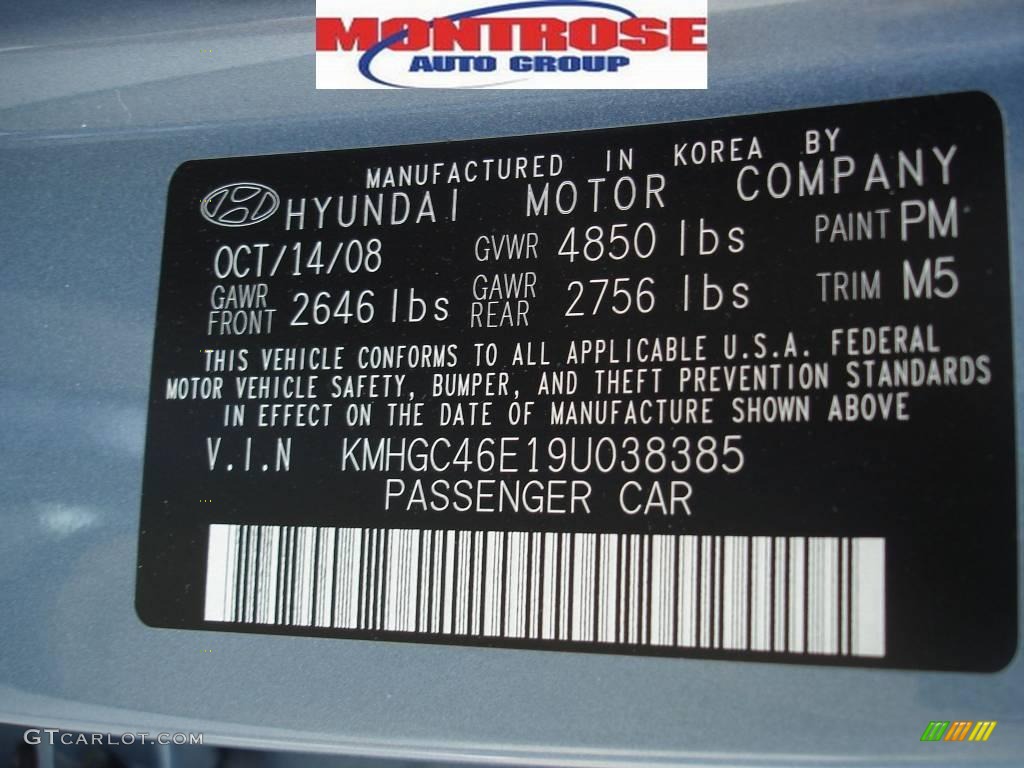 MONTROSE
AUTO GROUP
MANUFACTURED IN KOREA BY
HYUNDAI MOTOR COMPANY
OCT/14/08 GVWR 4850 lbs PAINT PM
GAWR FRONT 2646 lbs GAWR REAR 2756 lbs TRIM M5
THIS VEHICLE CONFORMS TO ALL APPLICABLE U.S.A. FEDERAL
MOTOR VEHICLE SAFETY, BUMPER, AND THEFT PREVENTION STANDARDS
IN EFFECT ON THE DATE OF MANUFACTURE SHOWN ABOVE
V.I.N KMHGC46E19U038385
PASSENGER CAR
GTCARLOT.COM